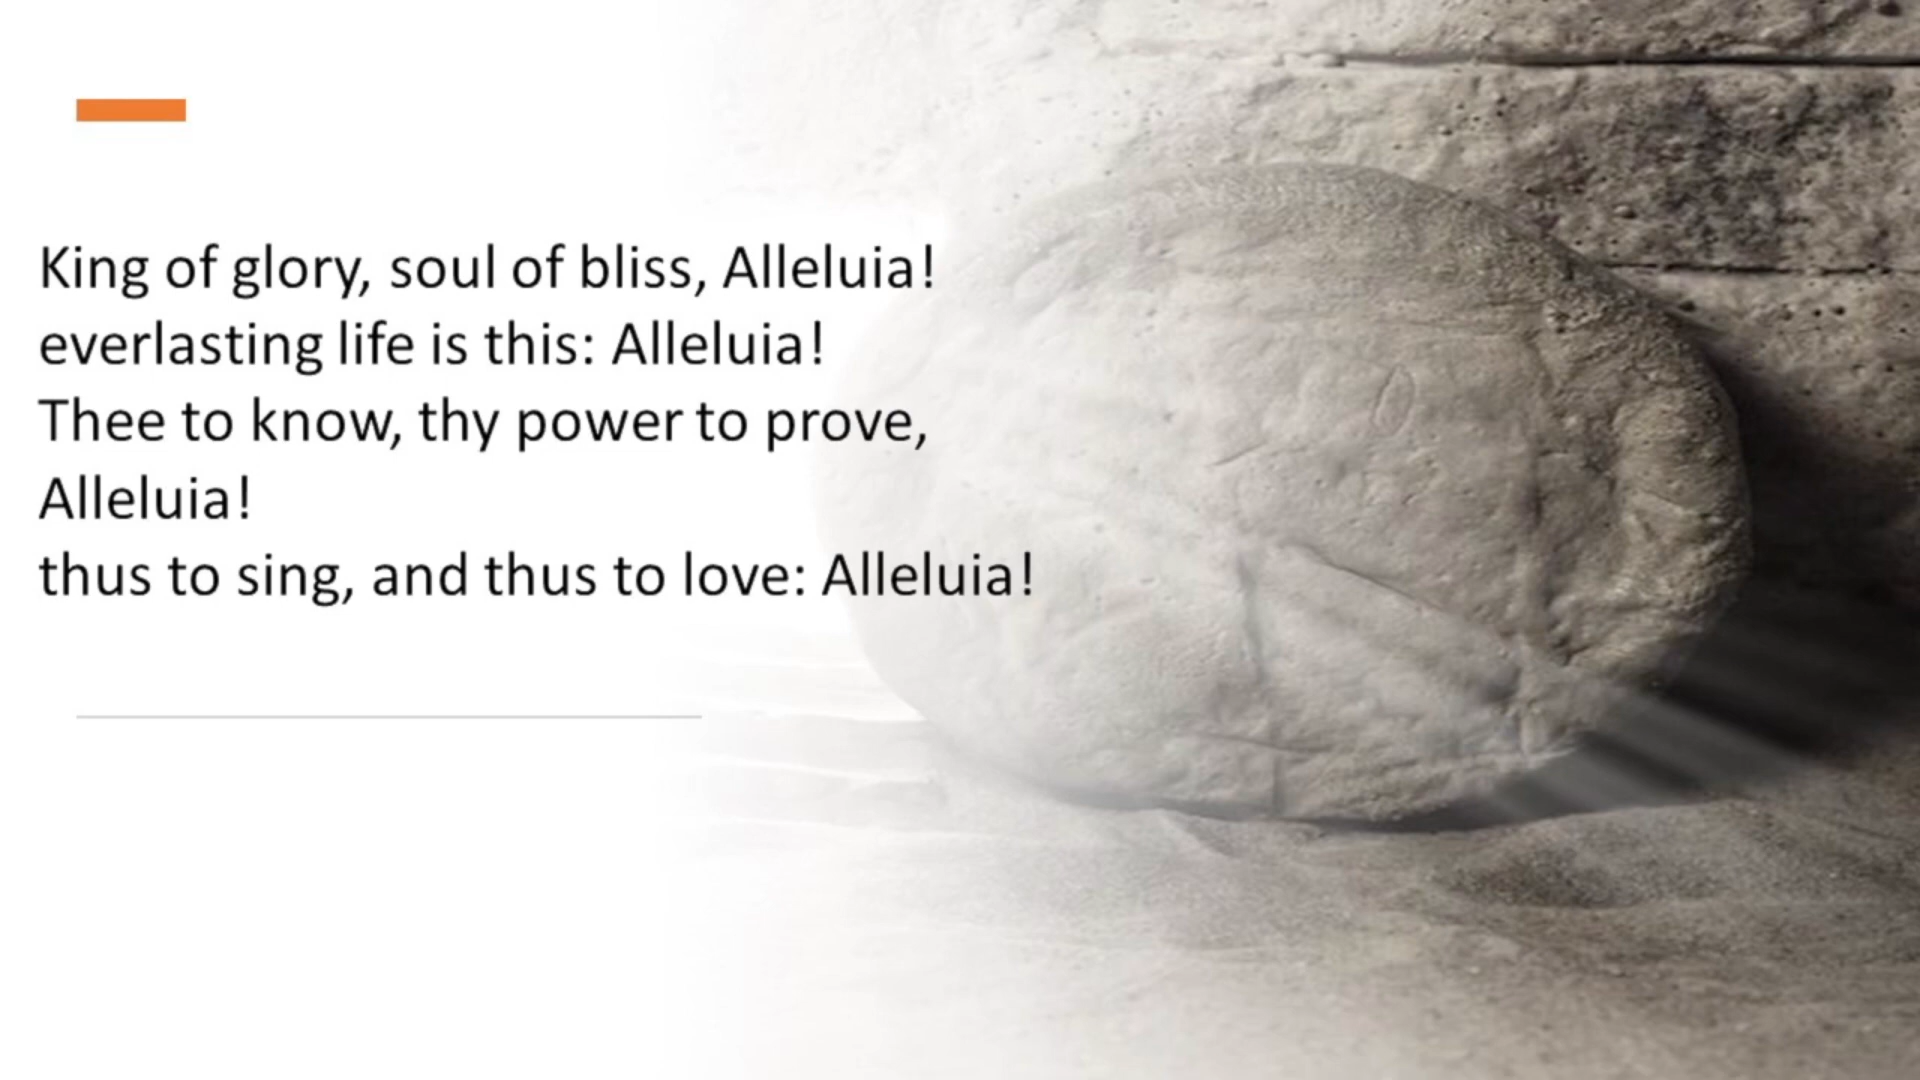 King of glory, soul of bliss, Alleluia!
everlasting life is this: Alleluia!
Thee to know, thy power to prove,
Alleluia!
thus to sing, and thus to love: Alleluia!